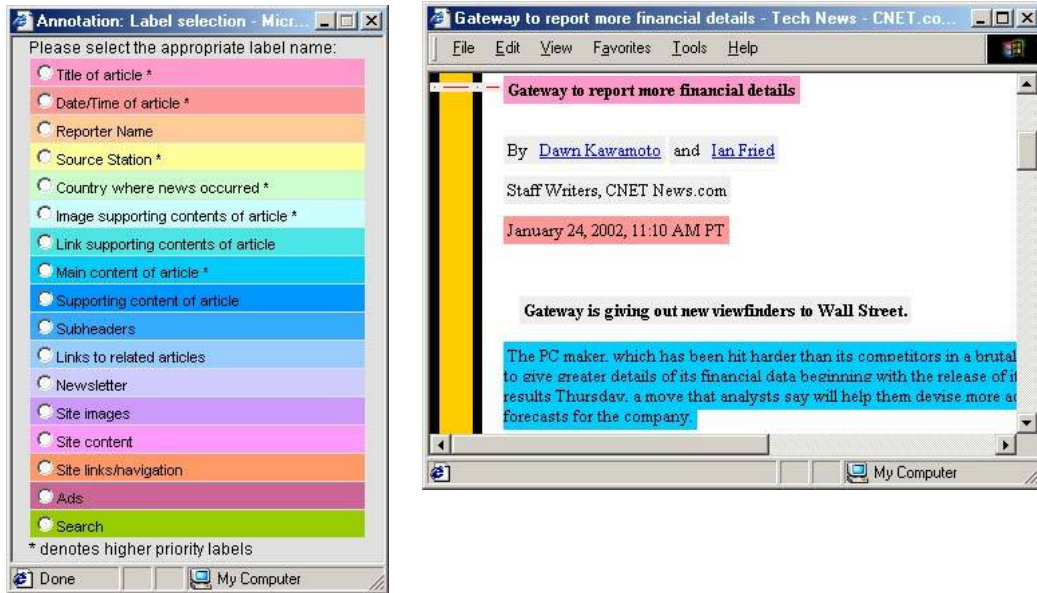 Annotation: Label selection - Micr...
Please select the appropriate label name:
Title of article *
Date/Time of article *
Reporter Name
Source Station *
Country where news occurred *
Image supporting contents of article *
Link supporting contents of article
Main content of article *
Supporting content of article
Subheaders
Links to related articles
Newsletter
Site images
Site content
Site links/navigation
Ads
Search
* denotes higher priority labels
Done
My Computer
Gateway to report more financial details - Tech News - CNET.co...
File Edit View Favorites Tools Help
Gateway to report more financial details
By Dawn Kawamoto and Ian Fried
Staff Writers, CNET News.com
January 24, 2002, 11:10 AM PT
Gateway is giving out new viewfinders to Wall Street.
The PC maker, which has been hit harder than its competitors in a brutal
to give greater details of its financial data beginning with the release of
results Thursday, a move that analysts say will help them devise more
forecasts for the company.
My Computer